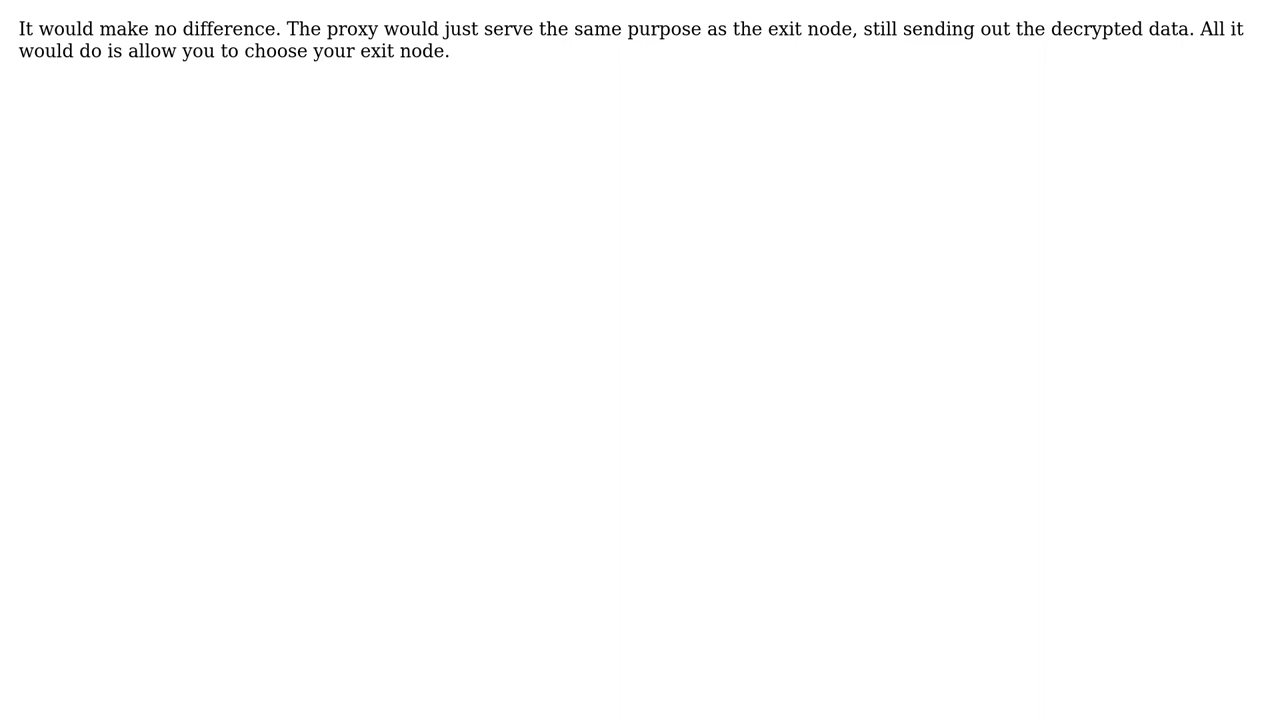 It would make no difference. The proxy would just serve the same purpose as the exit node, still sending out the decrypted data. All it
would do is allow you to choose your exit node.